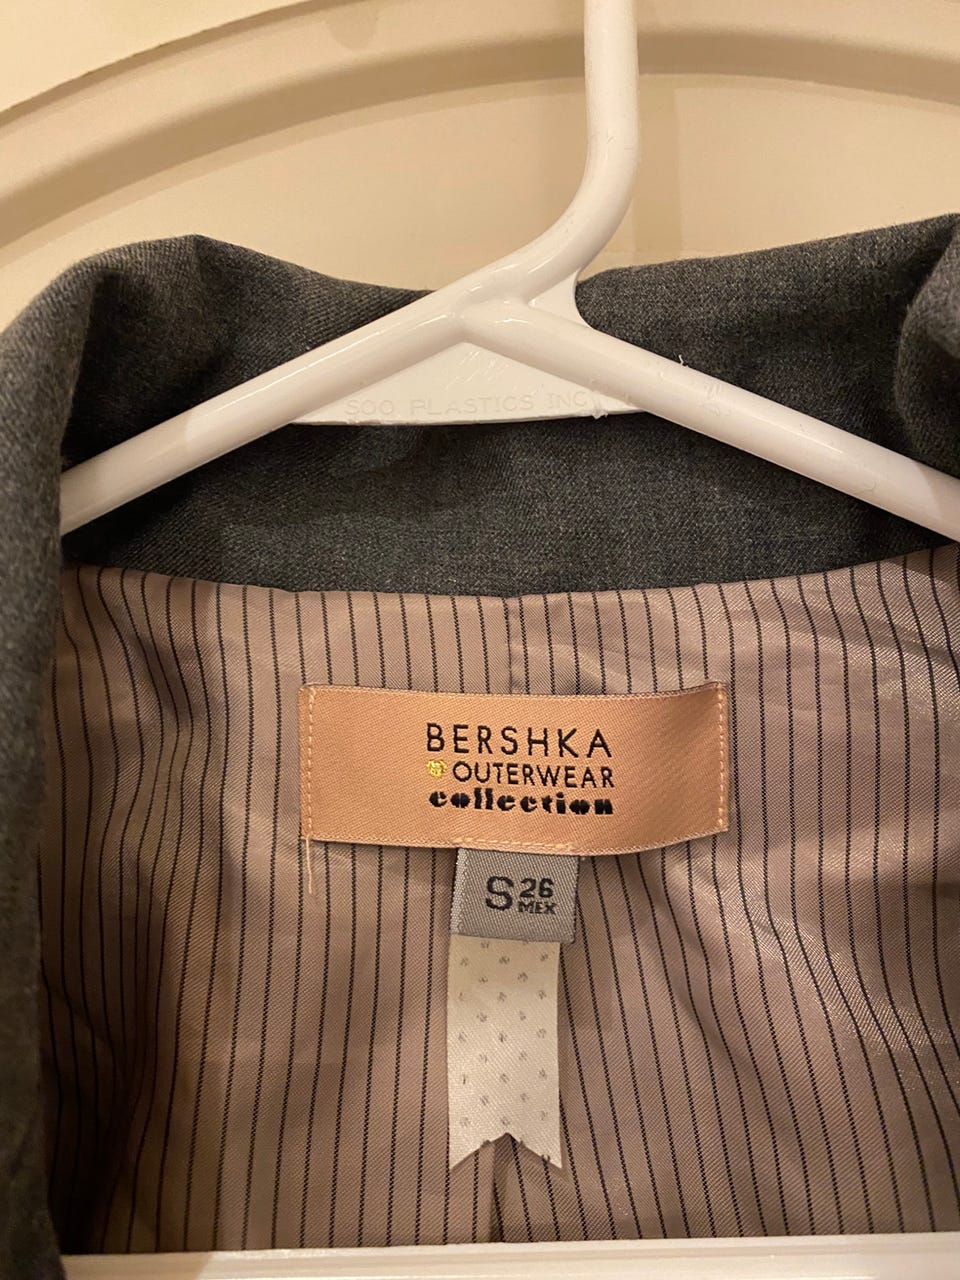 SOO PLASTICS INC
BERSHKA
OUTERWEAR
collection
S 26
MEX